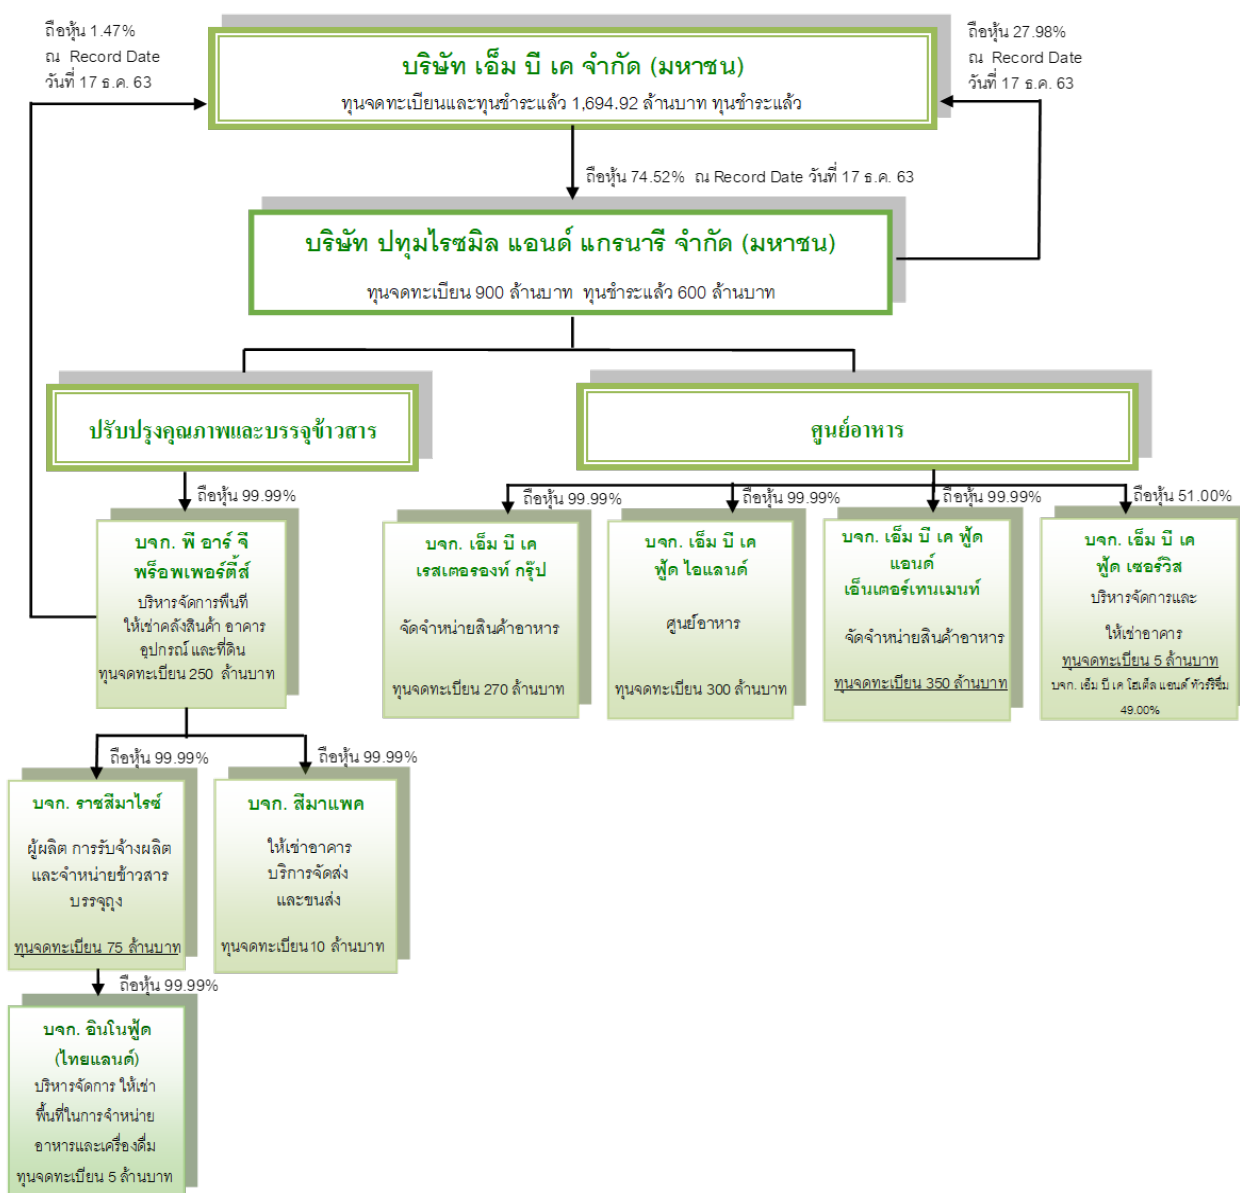 ถือหุ้น 1.47%
ณ Record Date
วันที่ 17 ธ.ค. 63
ถือหุ้น 27.98%
ณ Record Date
วันที่ 17 ธ.ค. 63
บริษัท เอ็ม บี เค จำกัด (มหาชน)
ทุนจดทะเบียนและทุนชำระแล้ว 1,694.92 ล้านบาท ทุนชำระแล้ว
ถือหุ้น 74.52% ณ Record Date วันที่ 17 ธ.ค. 63
บริษัท ปทุมไรซมิล แอนด์ แกรนารี จำกัด (มหาชน)
ทุนจดทะเบียน 900 ล้านบาท ทุนชำระแล้ว 600 ล้านบาท
ปรับปรุงคุณภาพและบรรจุข้าวสาร
ศูนย์อาหาร
ถือหุ้น 99.99%
บจก. พี อาร์ จี
พร็อพเพอร์ตี้ส์
บริหารจัดการพื้นที่
ให้เช่าคลังสินค้า อาคาร
อุปกรณ์ และที่ดิน
ทุนจดทะเบียน 250 ล้านบาท
ถือหุ้น 99.99%
บจก. เอ็ม บี เค
เรสเตอรองท์ กรุ๊ป
จัดจำหน่ายสินค้าอาหาร
ทุนจดทะเบียน 270 ล้านบาท
ถือหุ้น 99.99%
บจก. เอ็ม บี เค
ฟู้ด ไอแลนด์
ศูนย์อาหาร
ทุนจดทะเบียน 300 ล้านบาท
ถือหุ้น 99.99%
บจก. เอ็ม บี เค ฟู้ด
แอนด์
เอ็นเตอร์เทนเมนท์
จัดจำหน่ายสินค้าอาหาร
ทุนจดทะเบียน 350 ล้านบาท
ถือหุ้น 51.00%
บจก. เอ็ม บี เค
ฟู้ด เซอร์วิส
บริหารจัดการและ
ให้เช่าอาคาร
ทุนจดทะเบียน 5 ล้านบาท
บจก. เอ็ม บี เค โฮเต็ล แอนด์ ทัวร์ริซึ่ม
49.00%
ถือหุ้น 99.99%
บจก. ราชสีมาไรซ์
ผู้ผลิต การรับจ้างผลิต
และจำหน่ายข้าวสาร
บรรจุถุง
ทุนจดทะเบียน 75 ล้านบาท
ถือหุ้น 99.99%
บจก. สีมาแพค
ให้เช่าอาคาร
บริการจัดส่ง
และขนส่ง
ทุนจดทะเบียน10 ล้านบาท
ถือหุ้น 99.99%
บจก. อินโนฟู้ด
(ไทยแลนด์)
บริหารจัดการ ให้เช่า
พื้นที่ในการจำหน่าย
อาหารและเครื่องดื่ม
ทุนจดทะเบียน 5 ล้านบาท